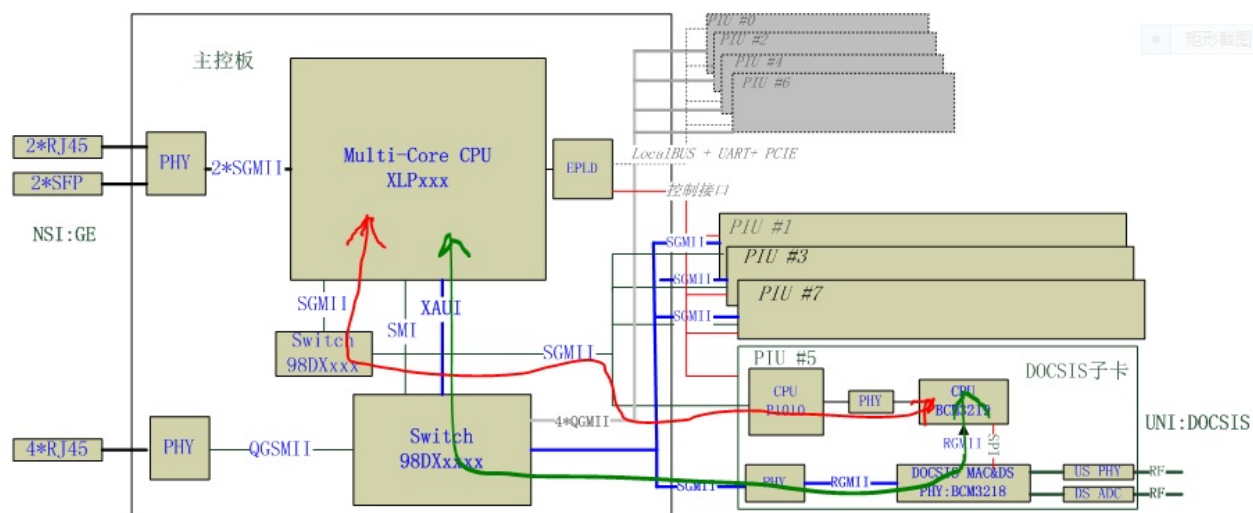 PIU #0
PIU #2
PIU #4
PIU #6
矩形截图
主控板
2*RJ45
2*SFP
PHY
2*SGMII
Multi-Core CPU
XLPxxx
EPLD
LocalBUS + UART+ PCIE
控制接口
NSI:GE
PIU #1
PIU #3
PIU #7
SGMII
SGMII
SGMII
SGMII
SMI
XAUI
Switch
98DXxxx
SGMII
PIU #5
DOCSIS子卡
CPU
P1010
PHY
CPU
BCM3219
UNI:DOCSIS
4*RJ45
PHY
QGSMII
Switch
98DXxxxx
4*QGMII
RGMII
SPI
SGMII
PHY
RGMII
DOCSIS MAC&DS
PHY:BCM3218
US PHY
RF
DS ADC
RF